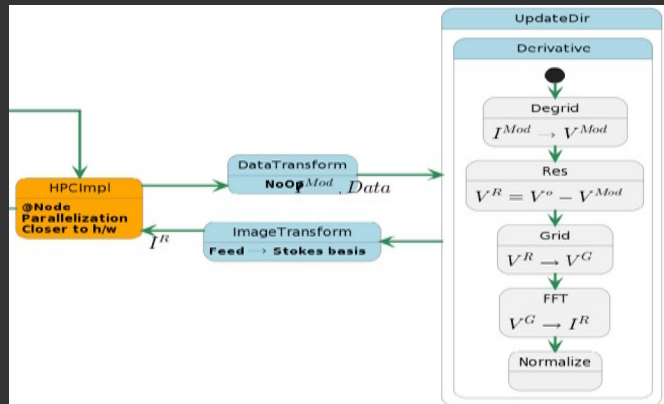 UpdateDir
Derivative
Degrid
I^{Mod} → V^{Mod}
Res
V^R = V^o − V^{Mod}
Grid
V^R → V^G
FFT
V^G → I^R
Normalize
DataTransform
NoOp
I^{Mod}, Data
ImageTransform
Feed → Stokes basis
I^R
HPCImpl
@Node
Parallelization
Closer to h/w